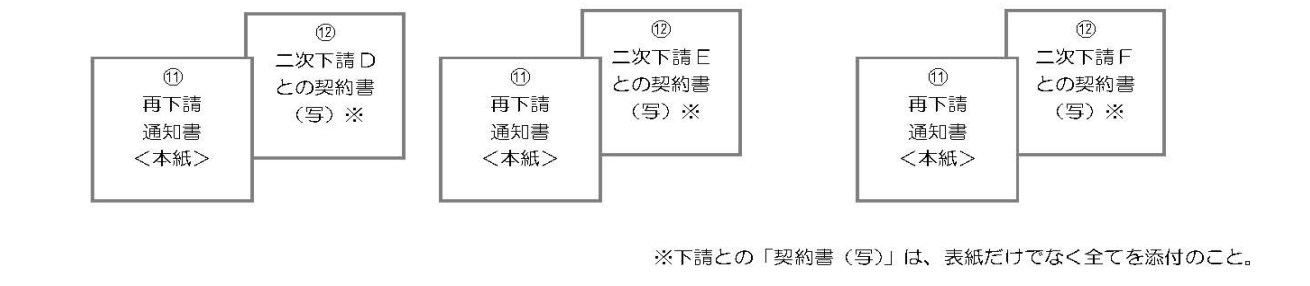 ⑪
再下請
通知書
＜本紙＞
⑫
二次下請Ｄ
との契約書
（写）※
⑪
再下請
通知書
＜本紙＞
⑫
二次下請Ｅ
との契約書
（写）※
⑪
再下請
通知書
＜本紙＞
⑫
二次下請Ｆ
との契約書
（写）※
※下請との「契約書（写）」は、表紙だけでなく全てを添付のこと。